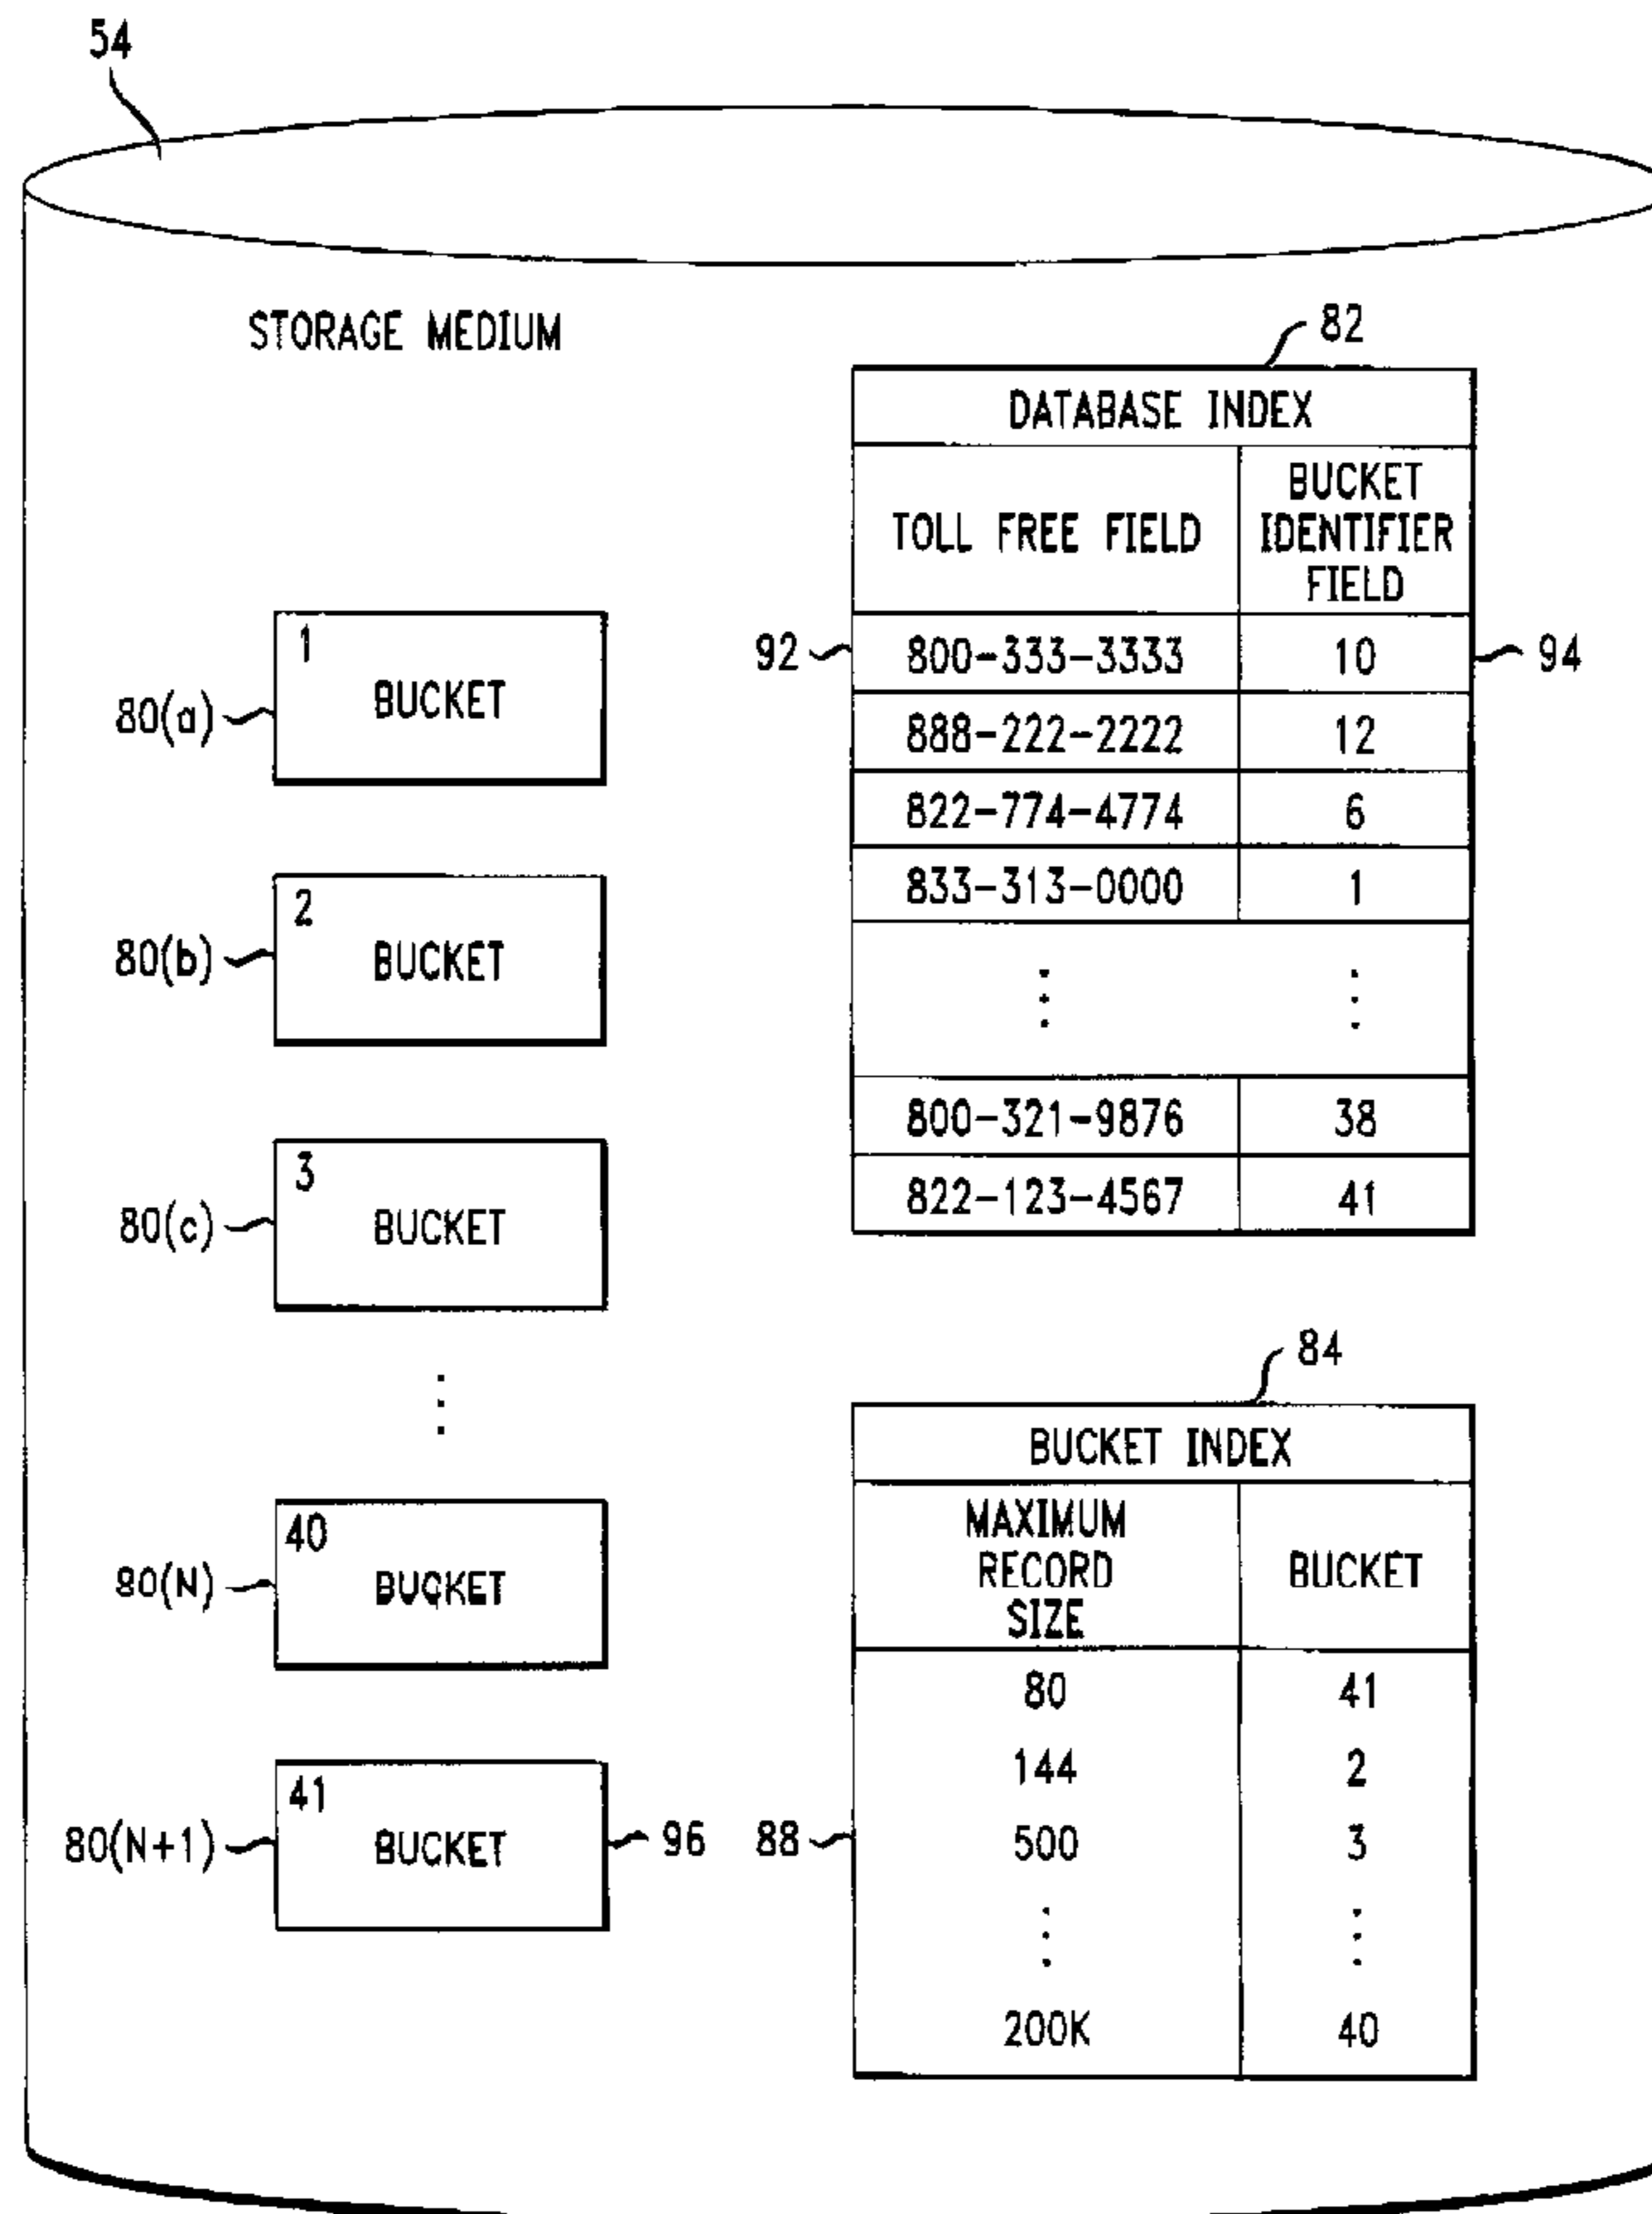 54
STORAGE MEDIUM
82
DATABASE INDEX
TOLL FREE FIELD
BUCKET
IDENTIFIER
FIELD
92
800-333-3333 10
94
888-222-2222 12
822-774-4774 6
833-313-0000 1
800-321-9876 38
822-123-4567 41
1
BUCKET
80(a)
2
BUCKET
80(b)
3
BUCKET
80(c)
40
BUCKET
80(N)
41
BUCKET
80(N+1)
96
84
BUCKET INDEX
MAXIMUM
RECORD
SIZE
BUCKET
80 41
144 2
88
500 3
200K 40